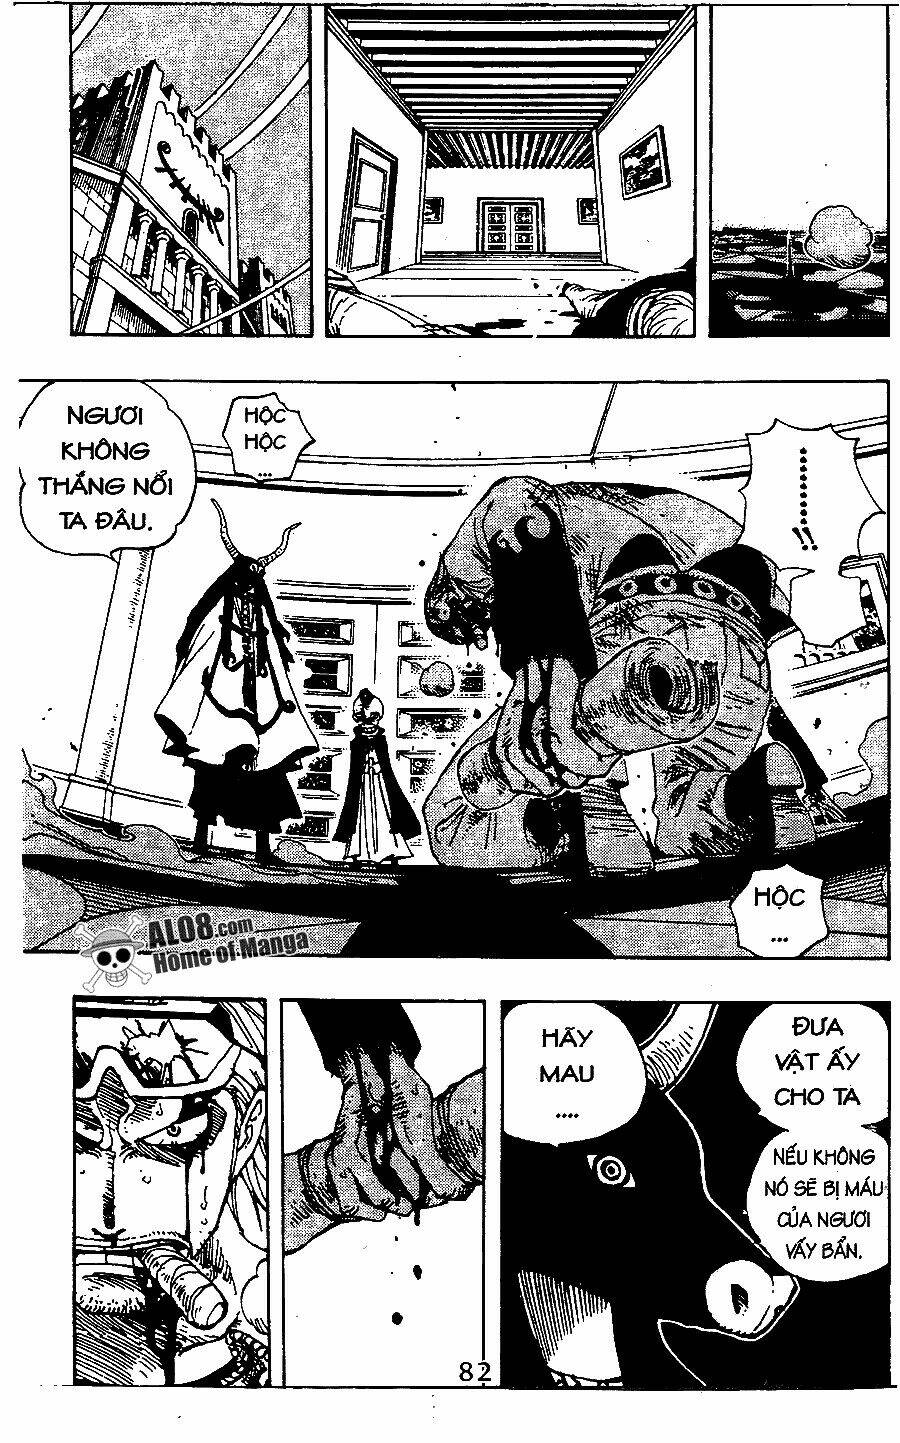 NGƯƠI
KHÔNG
THẮNG NỔI
TA ĐÂU.
HỘC
HỘC
...
..........!!
HỘC
...
AL08.com
Home of Manga
HÃY
MAU
....
ĐƯA
VẬT ẤY
CHO TA
NẾU KHÔNG
NÓ SẼ BỊ MÁU
CỦA NGƯƠI
VẤY BẨN.
82